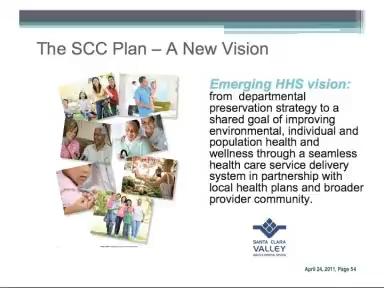 The SCC Plan – A New Vision
Emerging HHS vision:
from departmental
preservation strategy to a
shared goal of improving
environmental, individual and
population health and
wellness through a seamless
health care service delivery
system in partnership with
local health plans and broader
provider community.
SANTA CLARA
VALLEY
April 24, 2011, Page 54